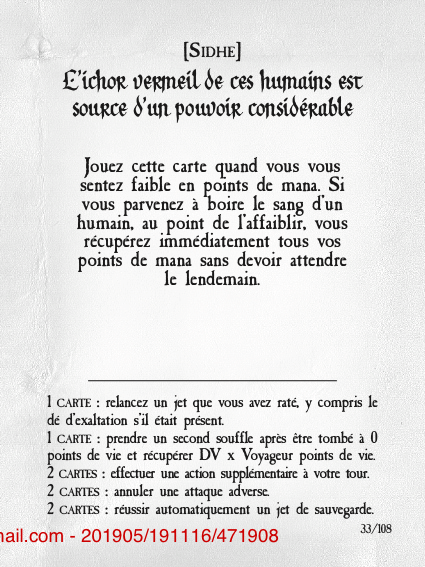 [Sidhe]
L'ichor vermeil de ces humains est
source d'un pouvoir considérable
Jouez cette carte quand vous vous
sentez faible en points de mana. Si
vous parvenez à boire le sang d'un
humain, au point de l'affaiblir, vous
récupérez immédiatement tous vos
points de mana sans devoir attendre
le lendemain.
1 carte : relancez un jet que vous avez raté, y compris le
dé d'exaltation s'il était présent.
1 carte : prendre un second souffle après être tombé à 0
points de vie et récupérer DV x Voyageur points de vie.
2 cartes : effectuer une action supplémentaire à votre tour.
2 cartes : annuler une attaque adverse.
2 cartes : réussir automatiquement un jet de sauvegarde.
33/108
nail.com - 201905/191116/471908